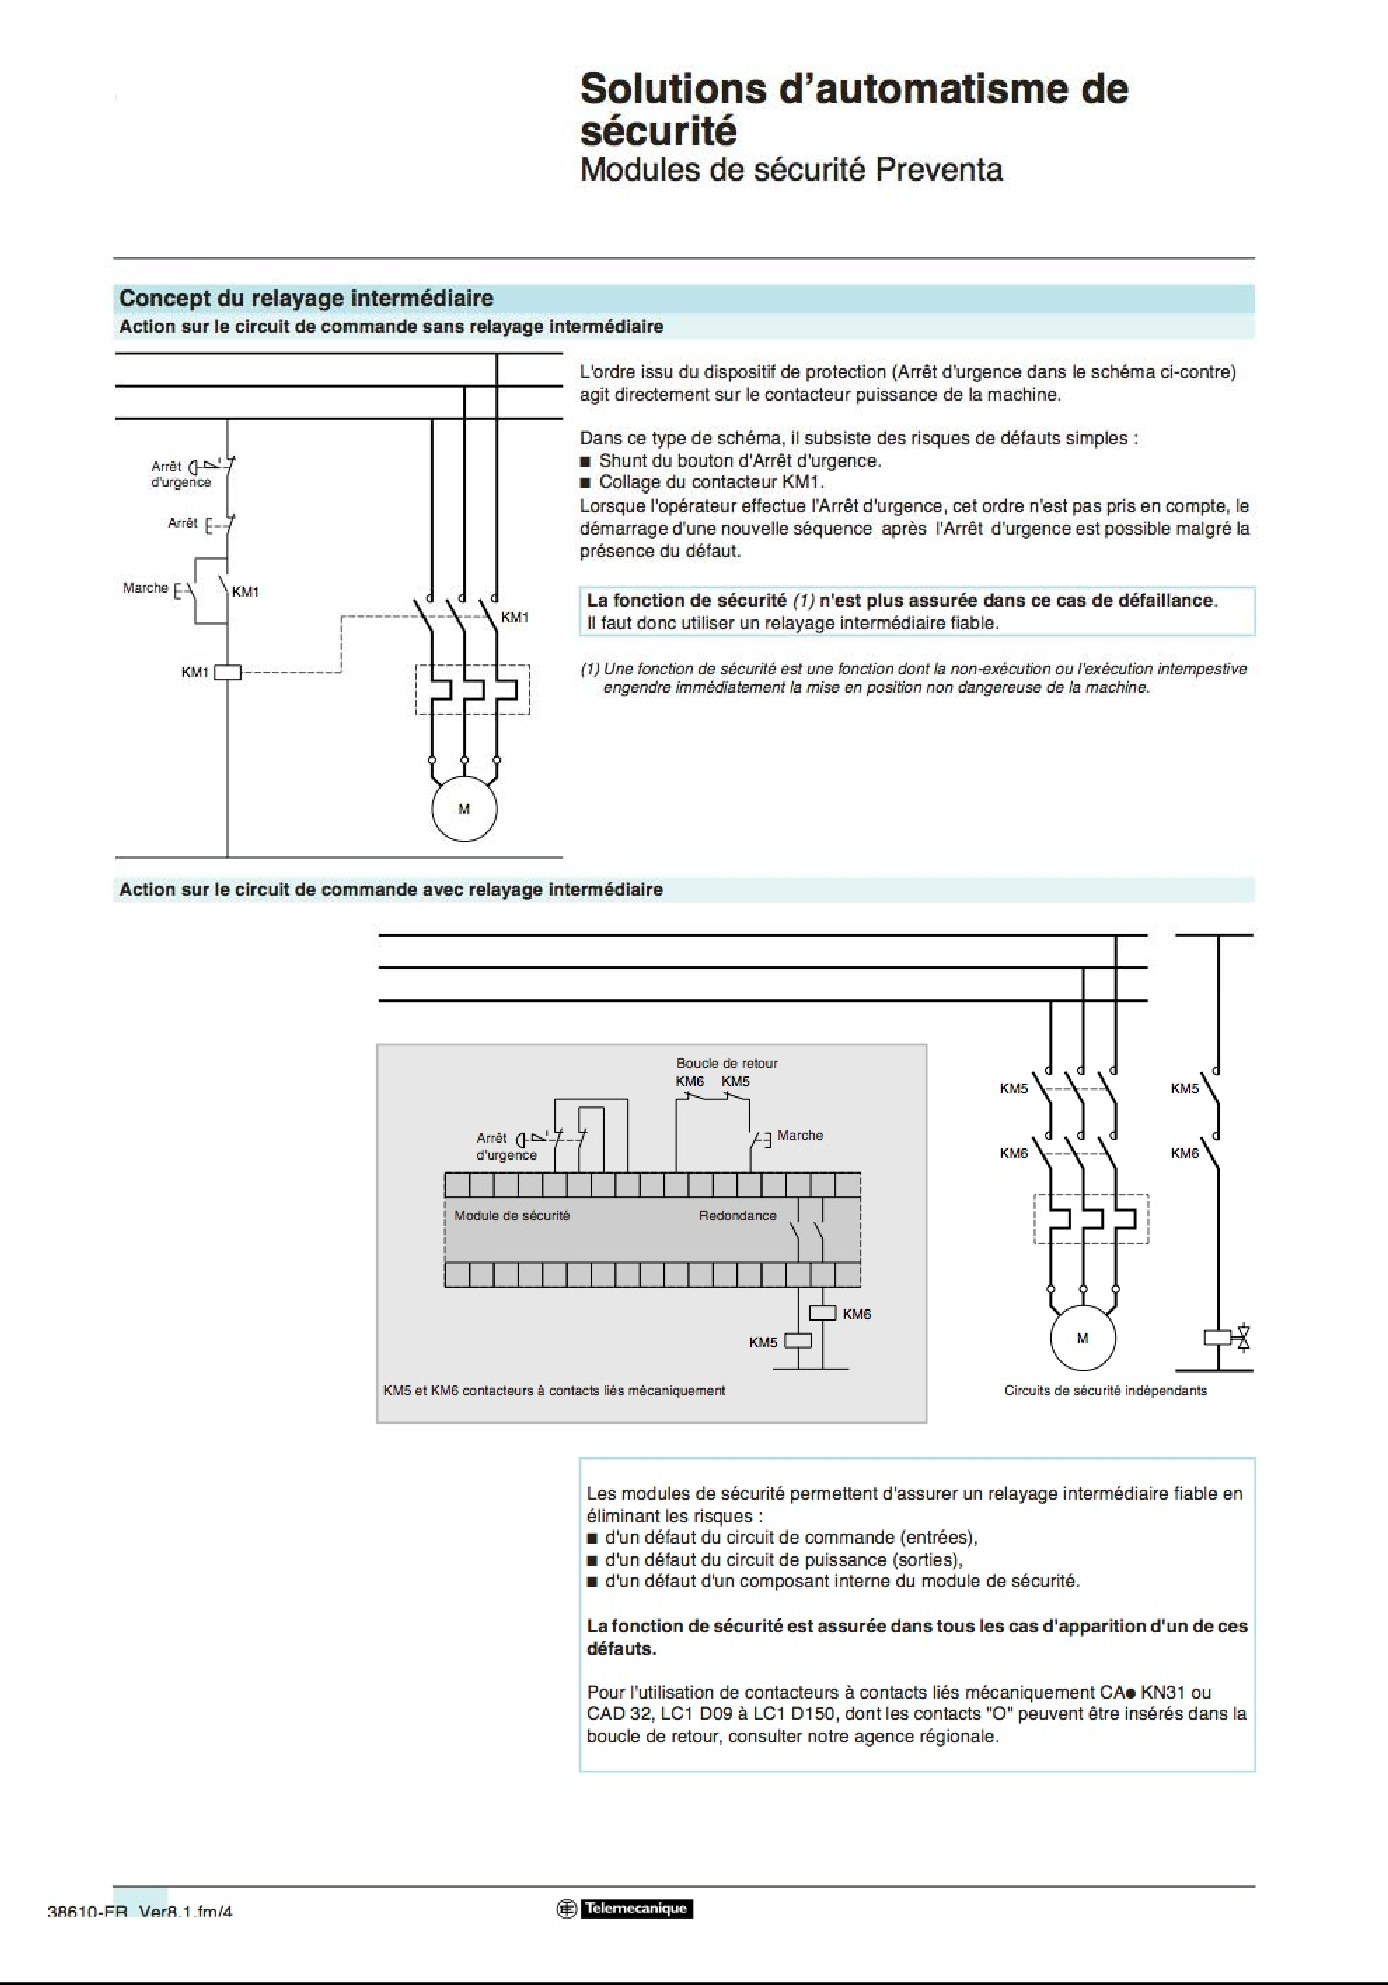 Solutions d’automatisme de
sécurité
Modules de sécurité Preventa
Concept du relayage intermédiaire
Action sur le circuit de commande sans relayage intermédiaire
L'ordre issu du dispositif de protection (Arrêt d'urgence dans le schéma ci-contre)
agit directement sur le contacteur puissance de la machine.
Dans ce type de schéma, il subsiste des risques de défauts simples :
■ Shunt du bouton d'Arrêt d'urgence.
■ Collage du contacteur KM1.
Lorsque l'opérateur effectue l'Arrêt d'urgence, cet ordre n'est pas pris en compte, le
démarrage d'une nouvelle séquence après l'Arrêt d'urgence est possible malgré la
présence du défaut.
La fonction de sécurité (1) n'est plus assurée dans ce cas de défaillance.
Il faut donc utiliser un relayage intermédiaire fiable.
(1) Une fonction de sécurité est une fonction dont la non-exécution ou l'exécution intempestive
engendre immédiatement la mise en position non dangereuse de la machine.
Arrêt
d'urgence
Arrêt
Marche
KM1
KM1
KM1
M
Action sur le circuit de commande avec relayage intermédiaire
Boucle de retour
KM6 KM5
Arrêt
d'urgence
Marche
Module de sécurité
Redondance
KM6
KM5
KM5 et KM6 contacteurs à contacts liés mécaniquement
KM5
KM5
KM6
KM6
M
Circuits de sécurité indépendants
Les modules de sécurité permettent d'assurer un relayage intermédiaire fiable en
éliminant les risques :
■ d'un défaut du circuit de commande (entrées),
■ d'un défaut du circuit de puissance (sorties),
■ d'un défaut d'un composant interne du module de sécurité.
La fonction de sécurité est assurée dans tous les cas d'apparition d'un de ces
défauts.
Pour l'utilisation de contacteurs à contacts liés mécaniquement CA● KN31 ou
CAD 32, LC1 D09 à LC1 D150, dont les contacts "O" peuvent être insérés dans la
boucle de retour, consulter notre agence régionale.
38610-FR_Ver8.1.fm/4
Telemecanique